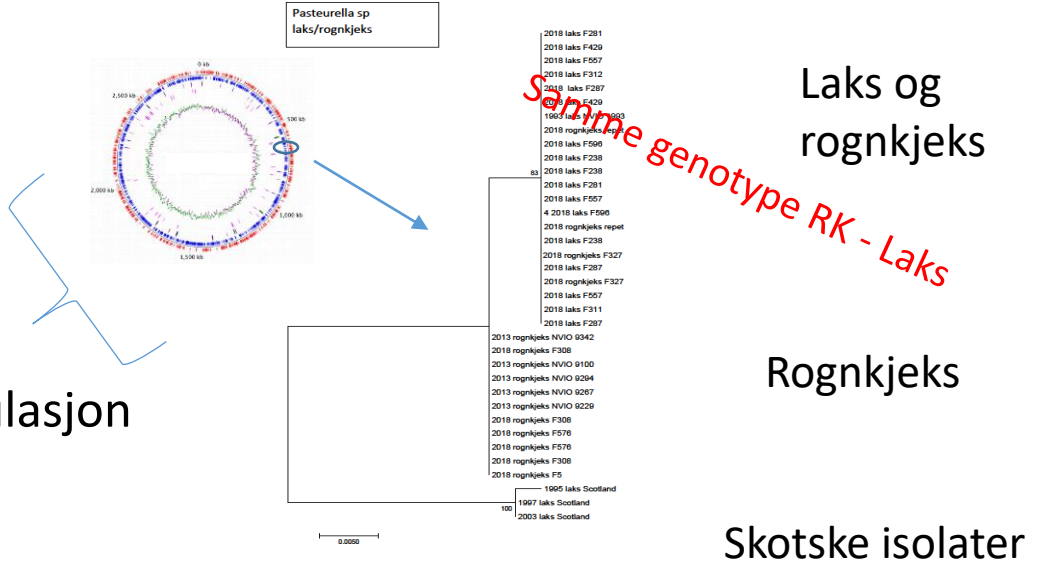 Pasteurella sp
laks/rognkjeks
0 kb
500 kb
1,000 kb
1,500 kb
2,000 kb
2,500 kb
ulasjon
2018 laks F281
2018 laks F429
2018 laks F557
2018 laks F312
2018 laks F287
2018 laks F429
1993 laks NVIO 1993
2018 rognkjeks repet
2018 laks F596
2018 laks F238
2018 laks F238
2018 laks F281
2018 laks F557
4 2018 laks F596
2018 rognkjeks repet
2018 laks F238
2018 rognkjeks F327
2018 laks F287
2018 rognkjeks F327
2018 laks F557
2018 laks F311
2018 laks F287
2013 rognkjeks NVIO 9342
2018 rognkjeks F308
2013 rognkjeks NVIO 9100
2013 rognkjeks NVIO 9294
2013 rognkjeks NVIO 9267
2013 rognkjeks NVIO 9229
2018 rognkjeks F308
2018 rognkjeks F576
2018 rognkjeks F576
2018 rognkjeks F308
2018 rognkjeks F5
1995 laks Scotland
1997 laks Scotland
2003 laks Scotland
83
100
0.0050
Samme genotype RK - Laks
Laks og
rognkjeks
Rognkjeks
Skotske isolater